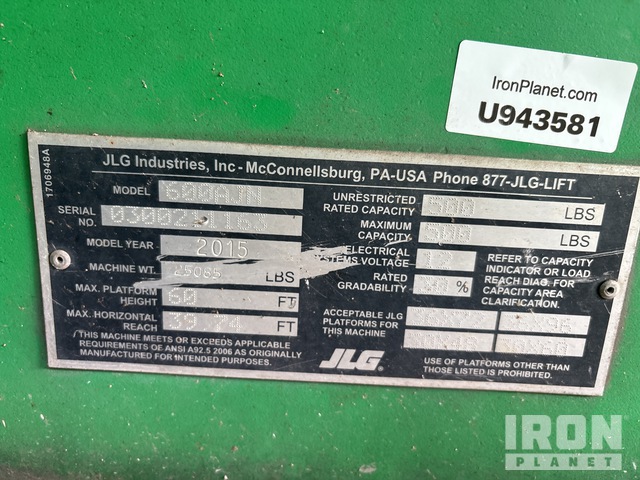 IronPlanet.com
U943581
1706948A
JLG Industries, Inc - McConnellsburg, PA-USA Phone 877-JLG-LIFT
MODEL 600AJN
SERIAL NO.
MODEL YEAR 2015
MACHINE WT. 25085 LBS
MAX. PLATFORM HEIGHT 60 FT
MAX. HORIZONTAL REACH FT
THIS MACHINE MEETS OR EXCEEDS APPLICABLE
REQUIREMENTS OF ANSI A92.5 2006 AS ORIGINALLY
MANUFACTURED FOR INTENDED PURPOSES.
UNRESTRICTED RATED CAPACITY 500 LBS
MAXIMUM CAPACITY 500 LBS
ELECTRICAL SYSTEMS VOLTAGE 12
RATED GRADABILITY %
REFER TO CAPACITY
INDICATOR OR LOAD
REACH DIAG. FOR
CAPACITY AREA
CLARIFICATION.
ACCEPTABLE JLG
PLATFORMS FOR
THIS MACHINE
JLG
USE OF PLATFORMS OTHER THAN
THOSE LISTED IS PROHIBITED.
IRON
PLANET